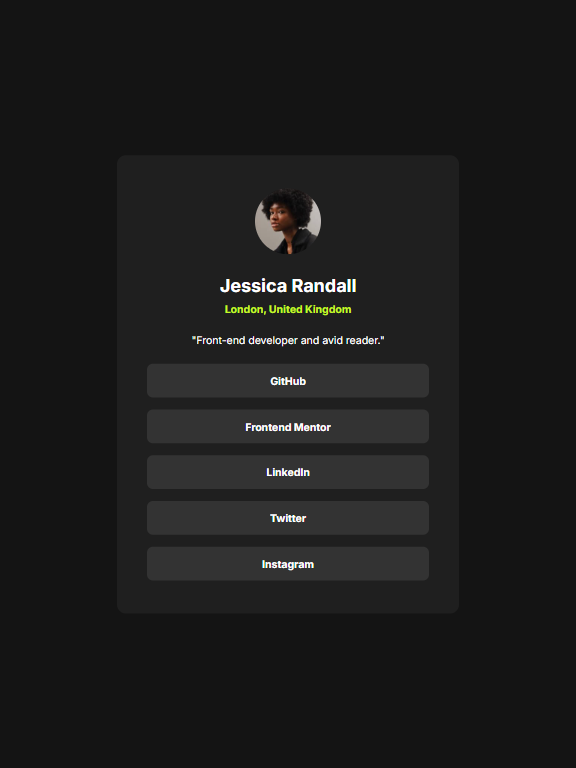 Jessica Randall
London, United Kingdom
"Front-end developer and avid reader."
GitHub
Frontend Mentor
LinkedIn
Twitter
Instagram